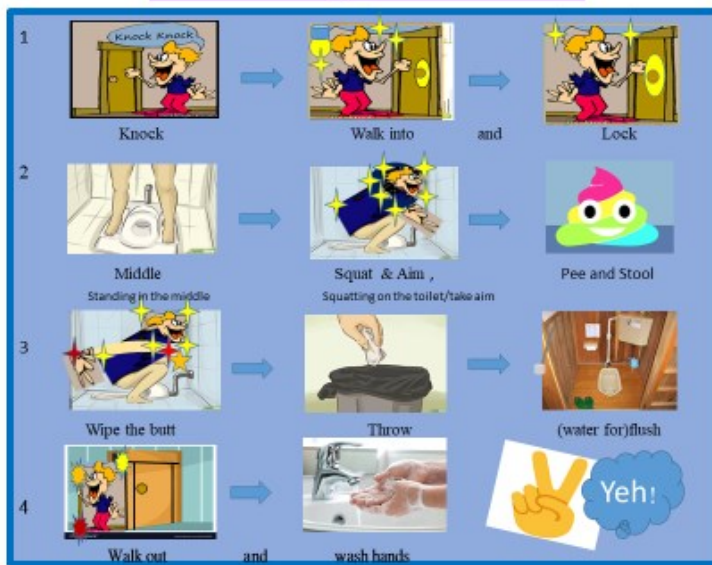 1
Knock Knock
Knock
Walk into and Lock
2
Middle
Squat & Aim ,
Pee and Stool
Standing in the middle
Squatting on the toilet/take aim
3
Wipe the butt
Throw
(water for)flush
4
Yeh!
Walk out and wash hands